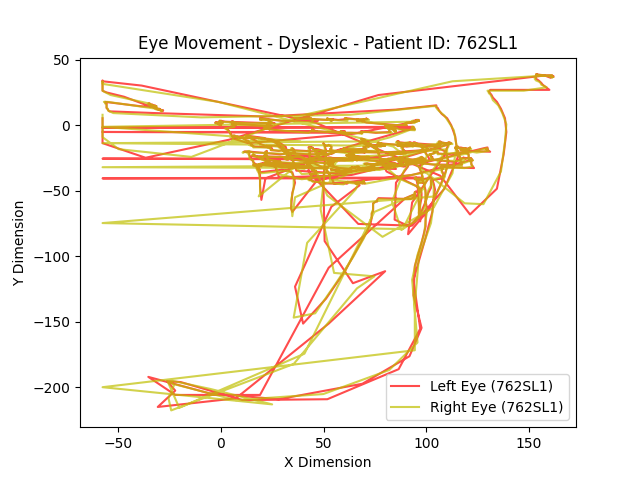 Eye Movement - Dyslexic - Patient ID: 762SL1
Y Dimension
50
0
−50
−100
−150
−200
−50
0
50
100
150
X Dimension
Left Eye (762SL1)
Right Eye (762SL1)